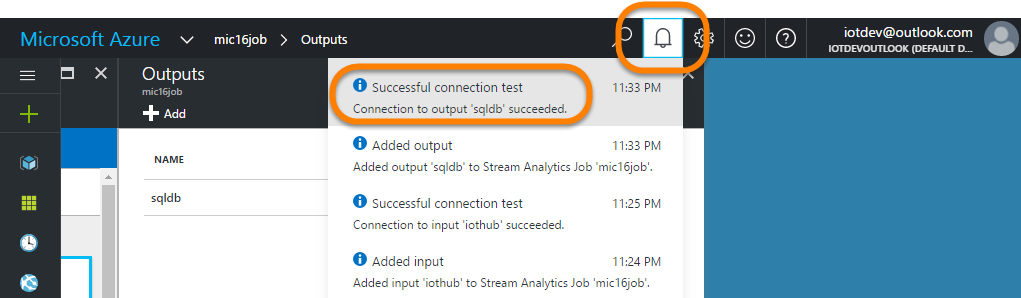 Microsoft Azure mic16job > Outputs iotdev@outlook.com
IOTDEVOUTLOOK (DEFAULT D...
Outputs
mic16job
Add
NAME
sqldb
Successful connection test 11:33 PM
Connection to output 'sqldb' succeeded.
Added output 11:33 PM
Added output 'sqldb' to Stream Analytics Job 'mic16job'.
Successful connection test 11:25 PM
Connection to input 'iothub' succeeded.
Added input 11:24 PM
Added input 'iothub' to Stream Analytics Job 'mic16job'.